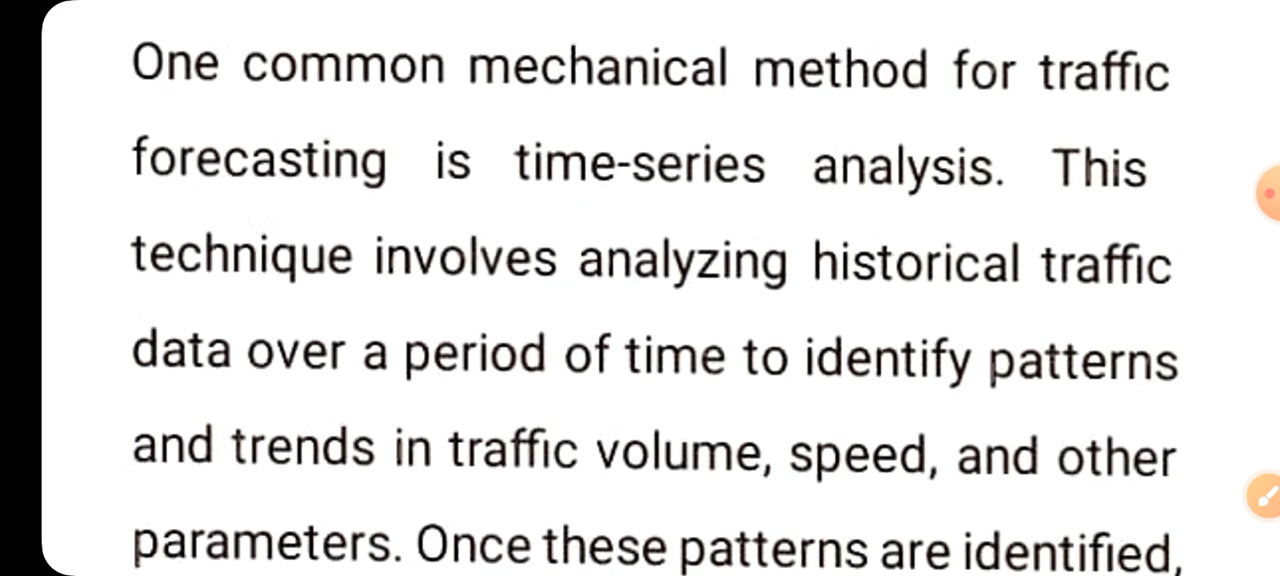 One common mechanical method for traffic
forecasting is time-series analysis. This
technique involves analyzing historical traffic
data over a period of time to identify patterns
and trends in traffic volume, speed, and other
parameters. Once these patterns are identified,